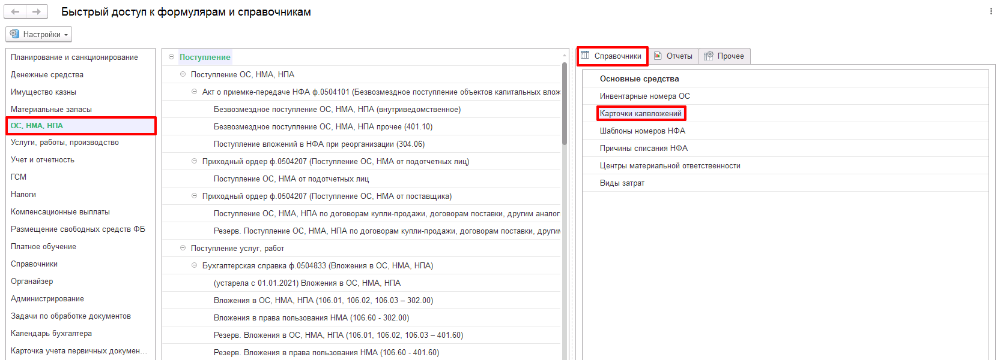 Быстрый доступ к формулярам и справочникам
Настройки
Планирование и санкционирование
Денежные средства
Имущество казны
Материальные запасы
ОС, НМА, НПА
Услуги, работы, производство
Учет и отчетность
ГСМ
Налоги
Компенсационные выплаты
Размещение свободных средств ФБ
Платное обучение
Справочники
Органайзер
Администрирование
Задачи по обработке документов
Календарь бухгалтера
Карточка учета первичных докумен...
Поступление
Поступление ОС, НМА, НПА
Акт о приемке-передаче НФА ф.0504101 (Безвозмездное поступление объектов капитальных влож
Безвозмездное поступление ОС, НМА, НПА (внутриведомственное)
Безвозмездное поступление ОС, НМА, НПА прочее (401.10)
Поступление вложений в НФА при реорганизации (304.06)
Приходный ордер ф.0504207 (Поступление ОС, НМА от подотчетных лиц)
Поступление ОС, НМА от подотчетных лиц
Приходный ордер ф.0504207 (Поступление ОС, НМА от поставщика)
Поступление ОС, НМА, НПА по договорам купли-продажи, договорам поставки, другим аналог
Резерв. Поступление ОС, НМА, НПА по договорам купли-продажи, договорам поставки, другим
Поступление услуг, работ
Бухгалтерская справка ф.0504833 (Вложения в ОС, НМА, НПА)
(устарела с 01.01.2021) Вложения в ОС, НМА, НПА
Вложения в ОС, НМА, НПА (106.01, 106.02, 106.03 – 302.00)
Вложения в права пользования НМА (106.60 - 302.00)
Резерв. Вложения в ОС, НМА, НПА (106.01, 106.02, 106.03 – 401.60)
Резерв. Вложения в права пользования НМА (106.60 - 401.60)
Справочники
Отчеты
Прочее
Основные средства
Инвентарные номера ОС
Карточки капвложений
Шаблоны номеров НФА
Причины списания НФА
Центры материальной ответственности
Виды затрат